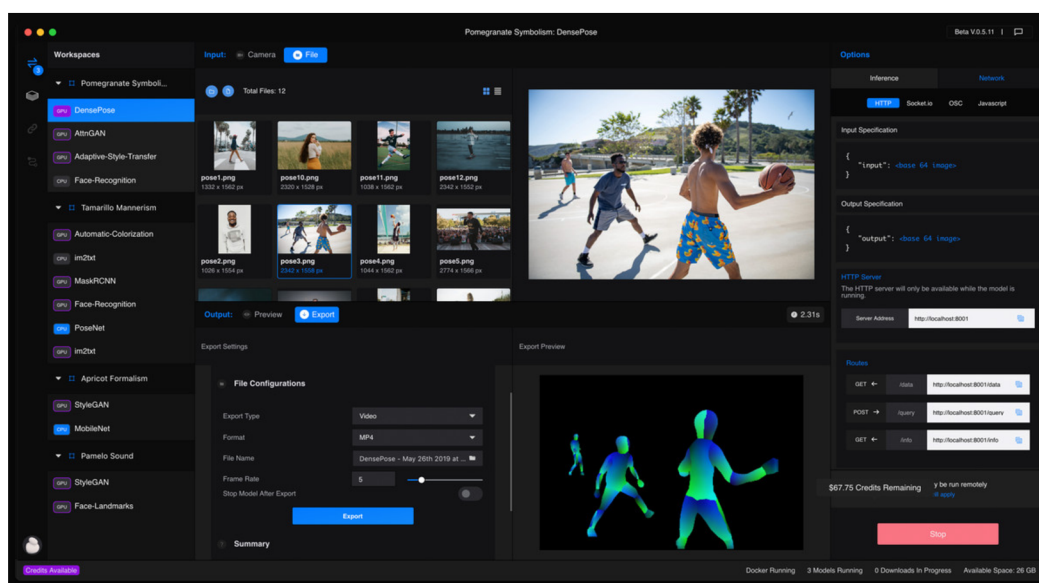 Pomegranate Symbolism: DensePose
Beta V.0.5.11
3
Workspaces
Pomegranate Symboli...
GPU DensePose
GPU AttnGAN
GPU Adaptive-Style-Transfer
CPU Face-Recognition
Tamarillo Mannerism
GPU Automatic-Colorization
CPU im2txt
GPU MaskRCNN
GPU Face-Recognition
CPU PoseNet
GPU im2txt
Apricot Formalism
GPU StyleGAN
CPU MobileNet
Pamelo Sound
GPU StyleGAN
GPU Face-Landmarks
Credits Available
Input: Camera File
Total Files: 12
pose1.png
1332 x 1562 px
pose10.png
2320 x 1528 px
pose11.png
1038 x 1562 px
pose12.png
2342 x 1552 px
pose2.png
1028 x 1554 px
pose3.png
2342 x 1558 px
pose4.png
1044 x 1562 px
pose5.png
2774 x 1566 px
Output: Preview Export
2.31s
Export Settings
File Configurations
Export Type Video
Format MP4
File Name DensePose - May 26th 2019 at ...
Frame Rate 5
Stop Model After Export
Export
Summary
Export Preview
Options
Inference Network
HTTP Socket.io OSC Javascript
Input Specification
{
"input": <base 64 image>
}
Output Specification
{
"output": <base 64 image>
}
HTTP Server
The HTTP server will only be available while the model is
running.
Server Address http://localhost:8001
Routes
GET ← /data http://localhost:8001/data
POST → /query http://localhost:8001/query
GET ← /info http://localhost:8001/info
$67.75 Credits Remaining
y be run remotely
ill apply
Stop
Docker Running 3 Models Running 0 Downloads In Progress Available Space: 26 GB